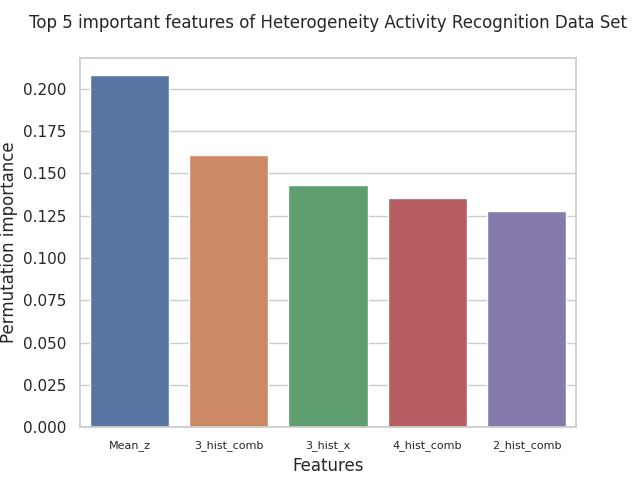 Top 5 important features of Heterogeneity Activity Recognition Data Set
Permutation importance
0.200
0.175
0.150
0.125
0.100
0.075
0.050
0.025
0.000
Mean_z 3_hist_comb 3_hist_x 4_hist_comb 2_hist_comb
Features